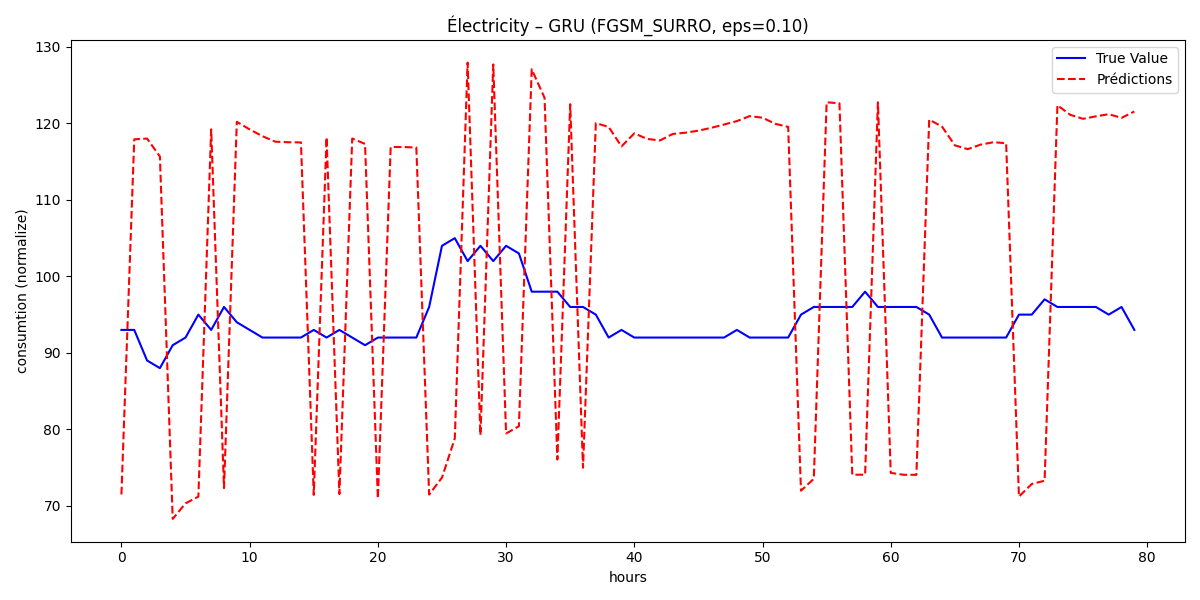 Électricity – GRU (FGSM_SURRO, eps=0.10)
True Value
Prédictions
consumtion (normalize)
130
120
110
100
90
80
70
0 10 20 30 40 50 60 70 80
hours